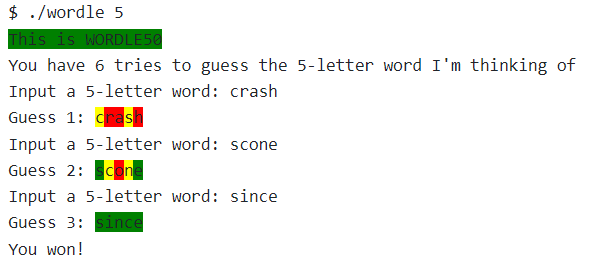 $ ./wordle 5
This is WORDLE50
You have 6 tries to guess the 5-letter word I'm thinking of
Input a 5-letter word: crash
Guess 1: crash
Input a 5-letter word: scone
Guess 2: scone
Input a 5-letter word: since
Guess 3: since
You won!